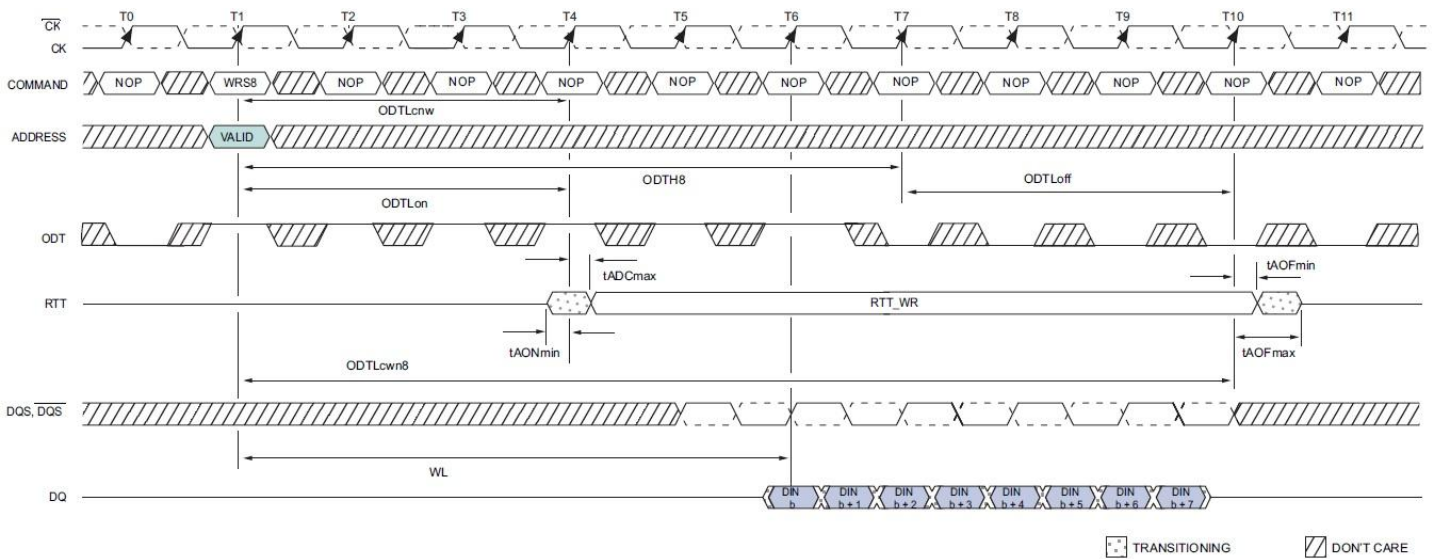 T0 T1 T2 T3 T4 T5 T6 T7 T8 T9 T10 T11
CK
CK
COMMAND NOP WRS8 NOP NOP NOP NOP NOP NOP NOP NOP NOP NOP
ODTLcnw
ADDRESS VALID
ODTH8 ODTLoff
ODTLon
ODT
tADCmax tAOFmin
RTT RTT_WR
tAONmin tAOFmax
ODTLcwn8
DQS, DQS
WL
DQ DIN b DIN b + 1 DIN b + 2 DIN b + 3 DIN b + 4 DIN b + 5 DIN b + 6 DIN b + 7
TRANSITIONING DON'T CARE